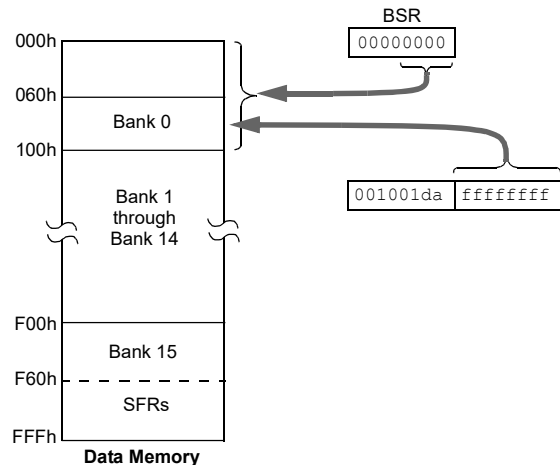 BSR
000h
00000000
060h
Bank 0
100h
Bank 1
through
Bank 14
001001da ffffffff
F00h
Bank 15
F60h
SFRs
FFFh
Data Memory